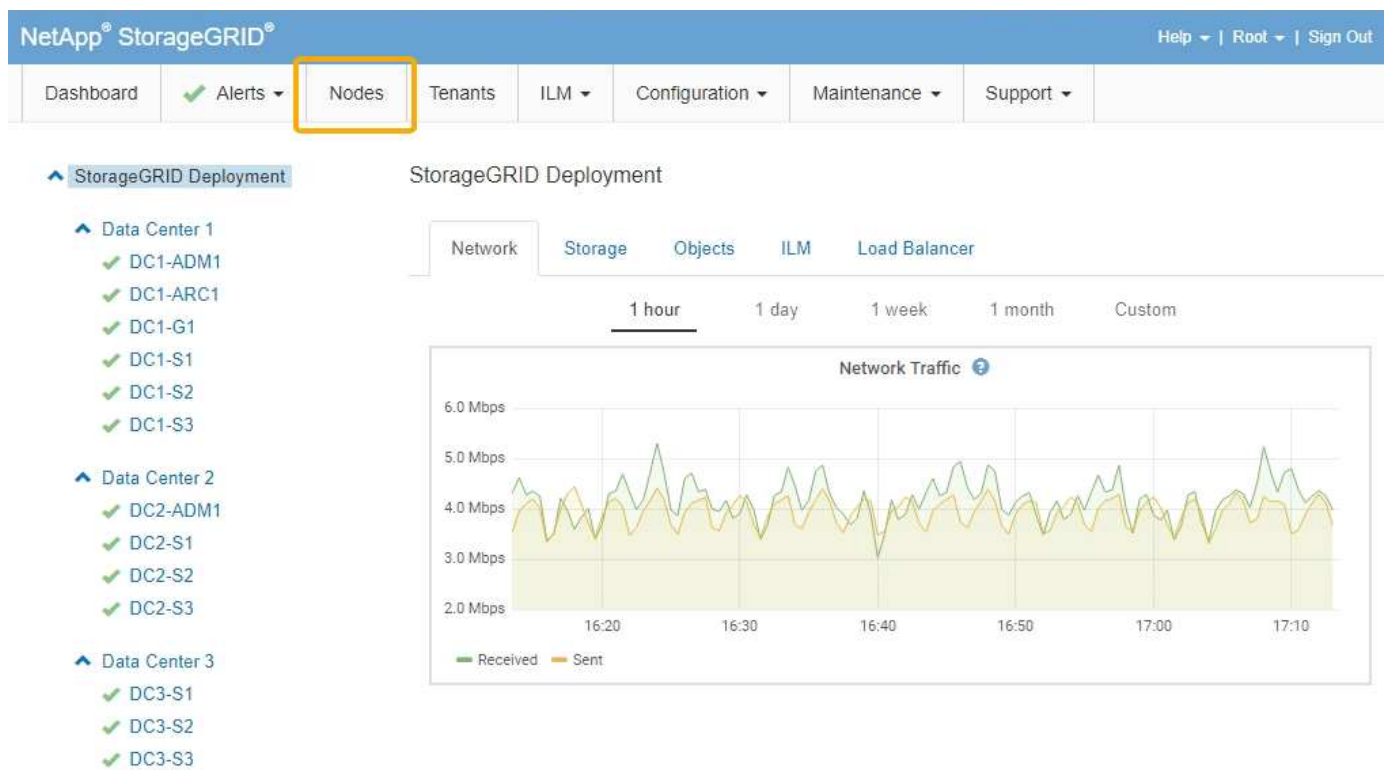 NetApp® StorageGRID®
Help | Root | Sign Out
Dashboard Alerts Nodes Tenants ILM Configuration Maintenance Support
StorageGRID Deployment
Data Center 1
DC1-ADM1
DC1-ARC1
DC1-G1
DC1-S1
DC1-S2
DC1-S3
Data Center 2
DC2-ADM1
DC2-S1
DC2-S2
DC2-S3
Data Center 3
DC3-S1
DC3-S2
DC3-S3
StorageGRID Deployment
Network Storage Objects ILM Load Balancer
1 hour 1 day 1 week 1 month Custom
Network Traffic ?
6.0 Mbps
5.0 Mbps
4.0 Mbps
3.0 Mbps
2.0 Mbps
16:20 16:30 16:40 16:50 17:00 17:10
Received Sent